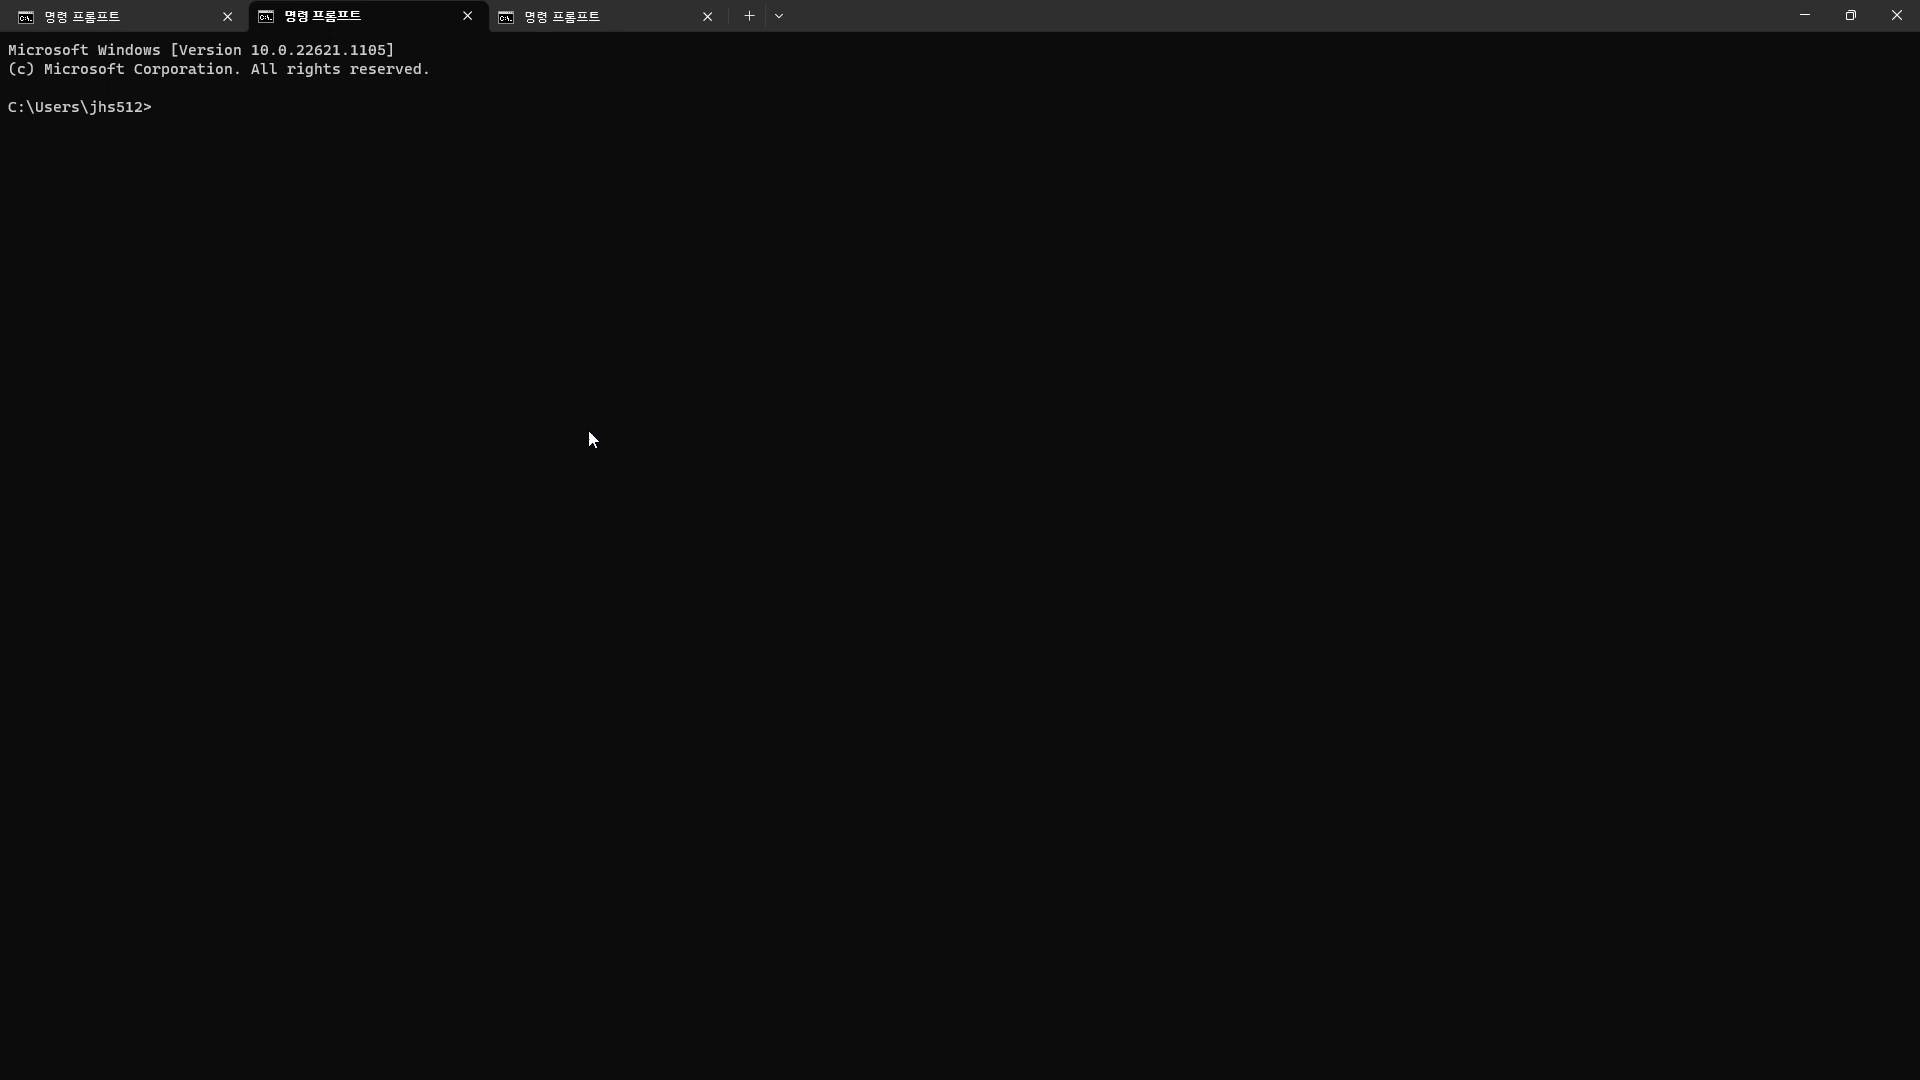 명령 프롬프트
명령 프롬프트
명령 프롬프트
Microsoft Windows [Version 10.0.22621.1105]
(c) Microsoft Corporation. All rights reserved.
C:\Users\jhs512>